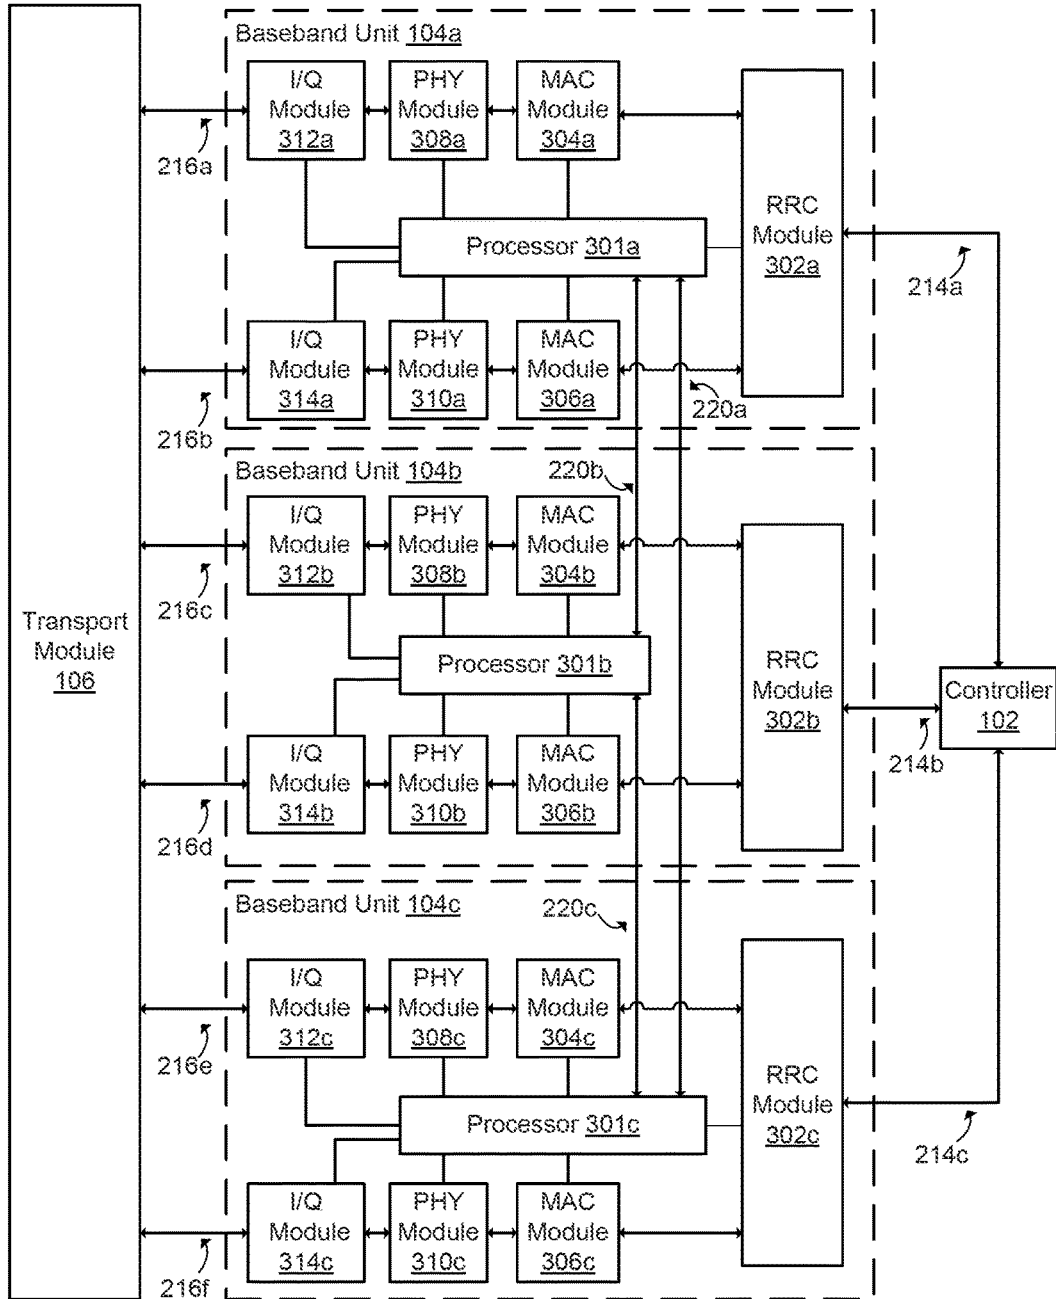 Baseband Unit 104a
I/Q
Module
312a
PHY
Module
308a
MAC
Module
304a
RRC
Module
302a
Processor 301a
I/Q
Module
314a
PHY
Module
310a
MAC
Module
306a
216a
216b
214a
220a
Baseband Unit 104b
220b
I/Q
Module
312b
PHY
Module
308b
MAC
Module
304b
RRC
Module
302b
Processor 301b
I/Q
Module
314b
PHY
Module
310b
MAC
Module
306b
216c
216d
Transport
Module
106
Controller
102
214b
Baseband Unit 104c
220c
I/Q
Module
312c
PHY
Module
308c
MAC
Module
304c
RRC
Module
302c
Processor 301c
I/Q
Module
314c
PHY
Module
310c
MAC
Module
306c
216e
216f
214c